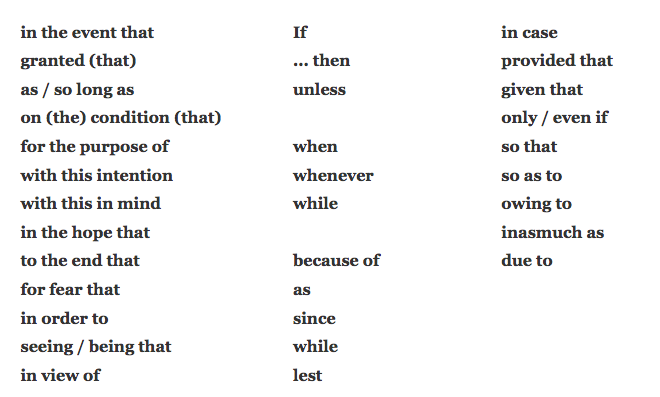 in the event that
granted (that)
as / so long as
on (the) condition (that)
for the purpose of
with this intention
with this in mind
in the hope that
to the end that
for fear that
in order to
seeing / being that
in view of
If
... then
unless
when
whenever
while
because of
as
since
while
lest
in case
provided that
given that
only / even if
so that
so as to
owing to
inasmuch as
due to